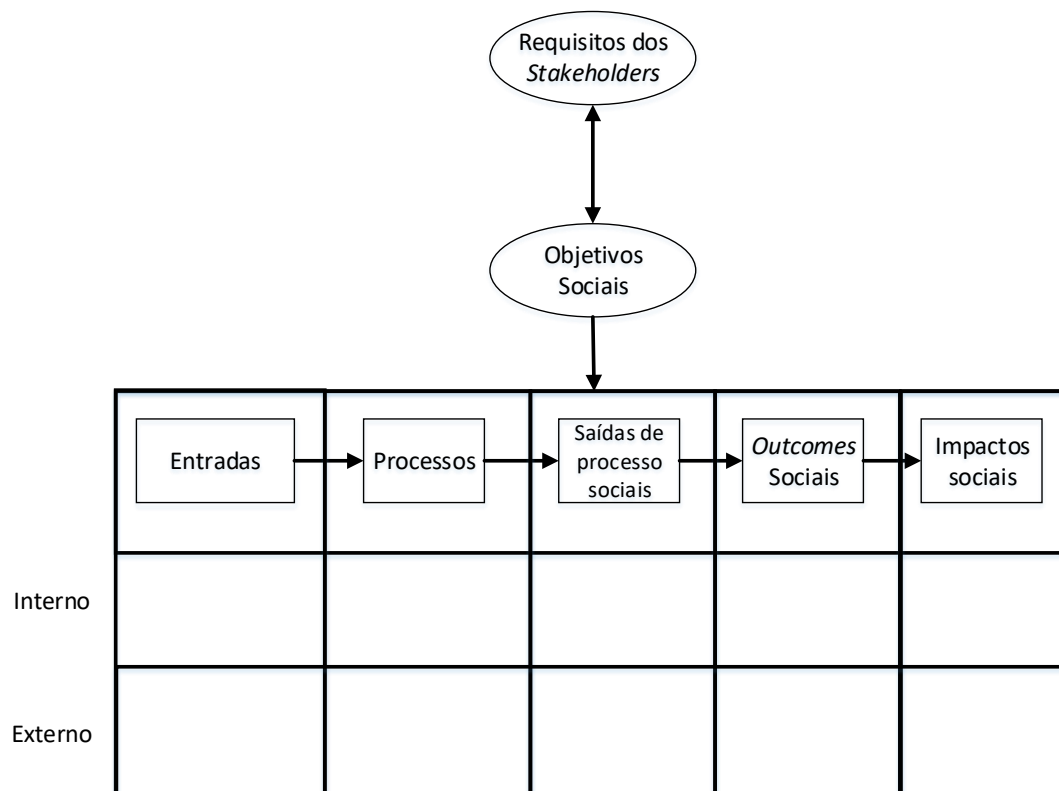 Requisitos dos
Stakeholders
Objetivos
Sociais
Entradas
Processos
Saídas de
processo
sociais
Outcomes
Sociais
Impactos
sociais
Interno
Externo